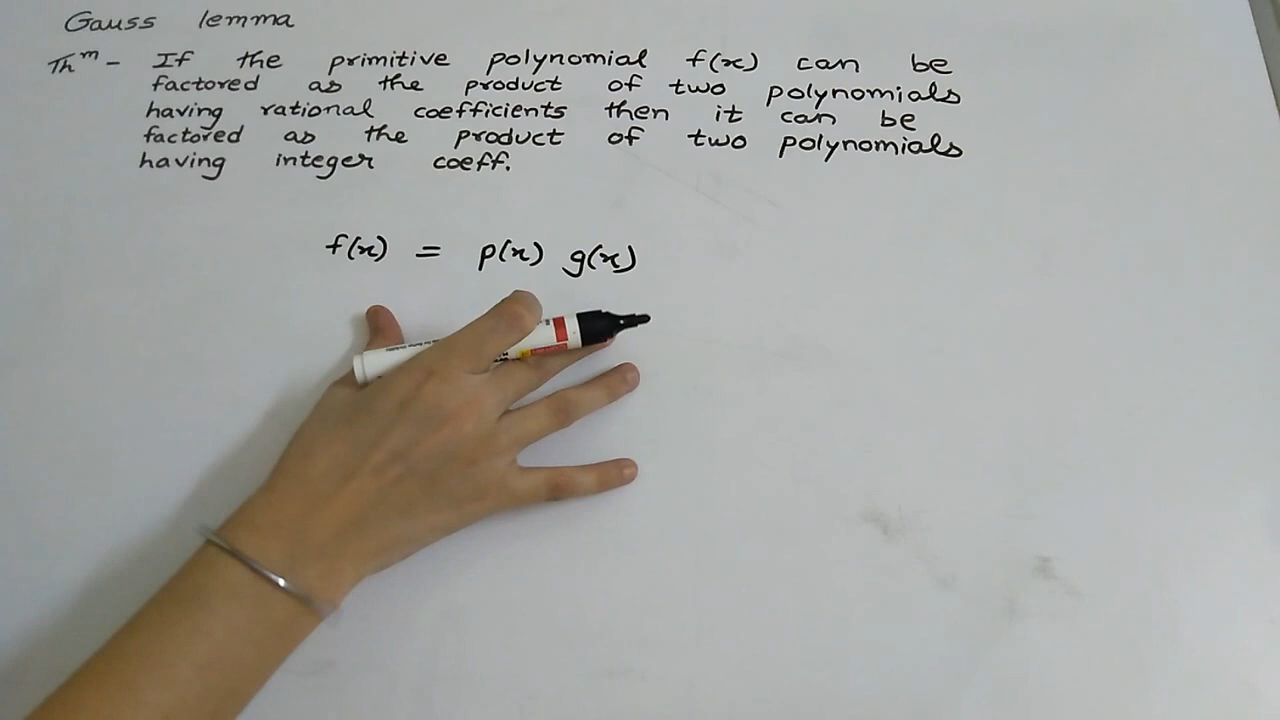 Gauss lemma
Thm - If the primitive polynomial f(x) can be
factored as the product of two polynomials
having rational coefficients then it can be
factored as the product of two polynomials
having integer coeff.
f(x) = p(x) g(x)